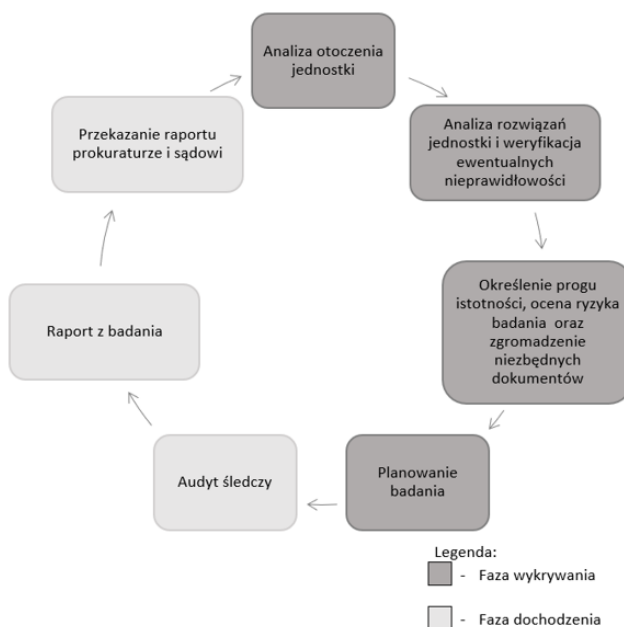 Analiza otoczenia
jednostki
Analiza rozwiązań
jednostki i weryfikacja
ewentualnych
nieprawidłowości
Określenie progu
istotności, ocena ryzyka
badania oraz
zgromadzenie
niezbędnych
dokumentów
Planowanie
badania
Audyt śledczy
Raport z badania
Przekazanie raportu
prokuraturze i sądowi
Legenda:
- Faza wykrywania
- Faza dochodzenia